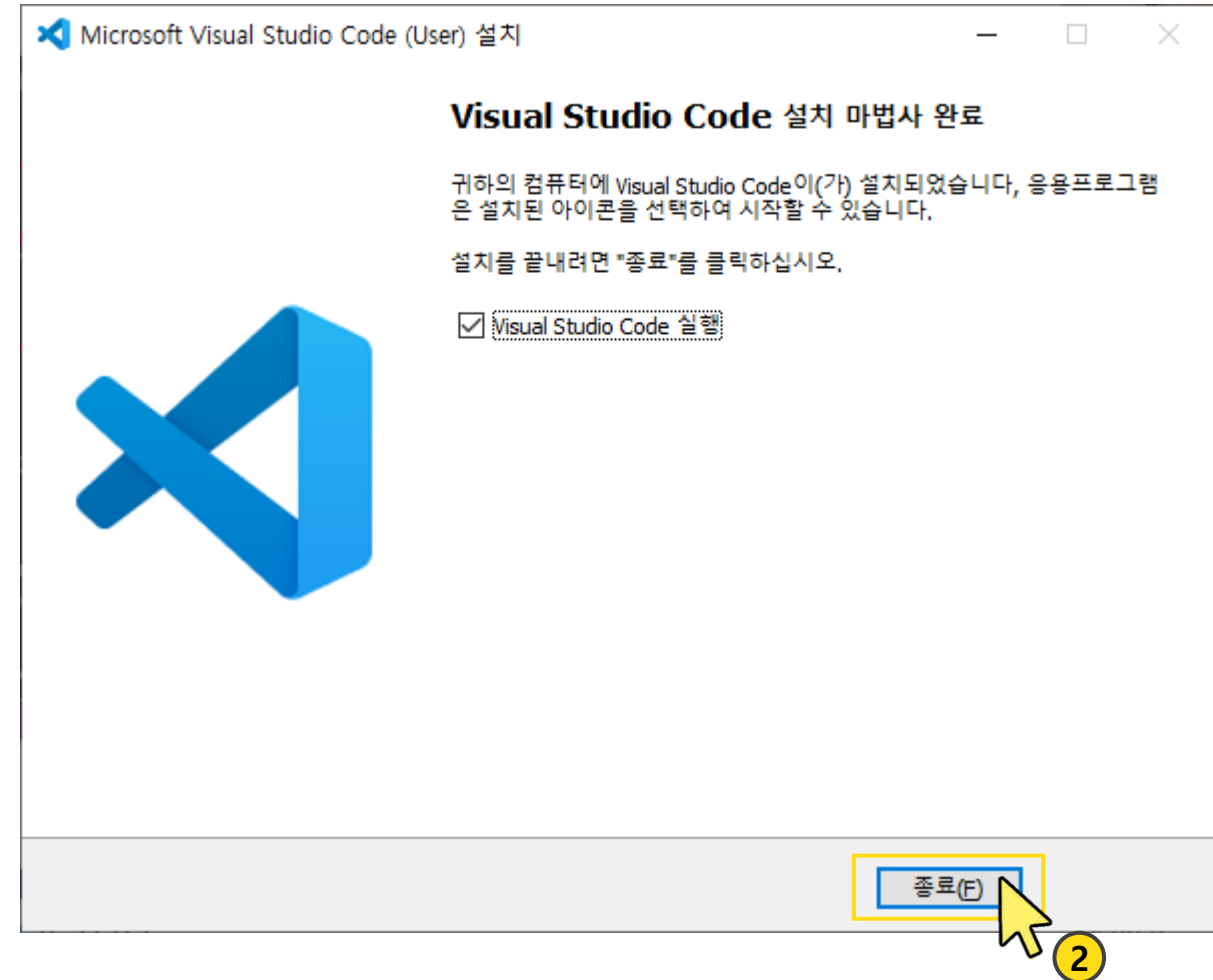 Microsoft Visual Studio Code (User) 설치
Visual Studio Code 설치 마법사 완료
귀하의 컴퓨터에 Visual Studio Code이(가) 설치되었습니다, 응용프로그램
은 설치된 아이콘을 선택하여 시작할 수 있습니다.
설치를 끝내려면 "종료"를 클릭하십시오.
Visual Studio Code 실행
종료(F)
2